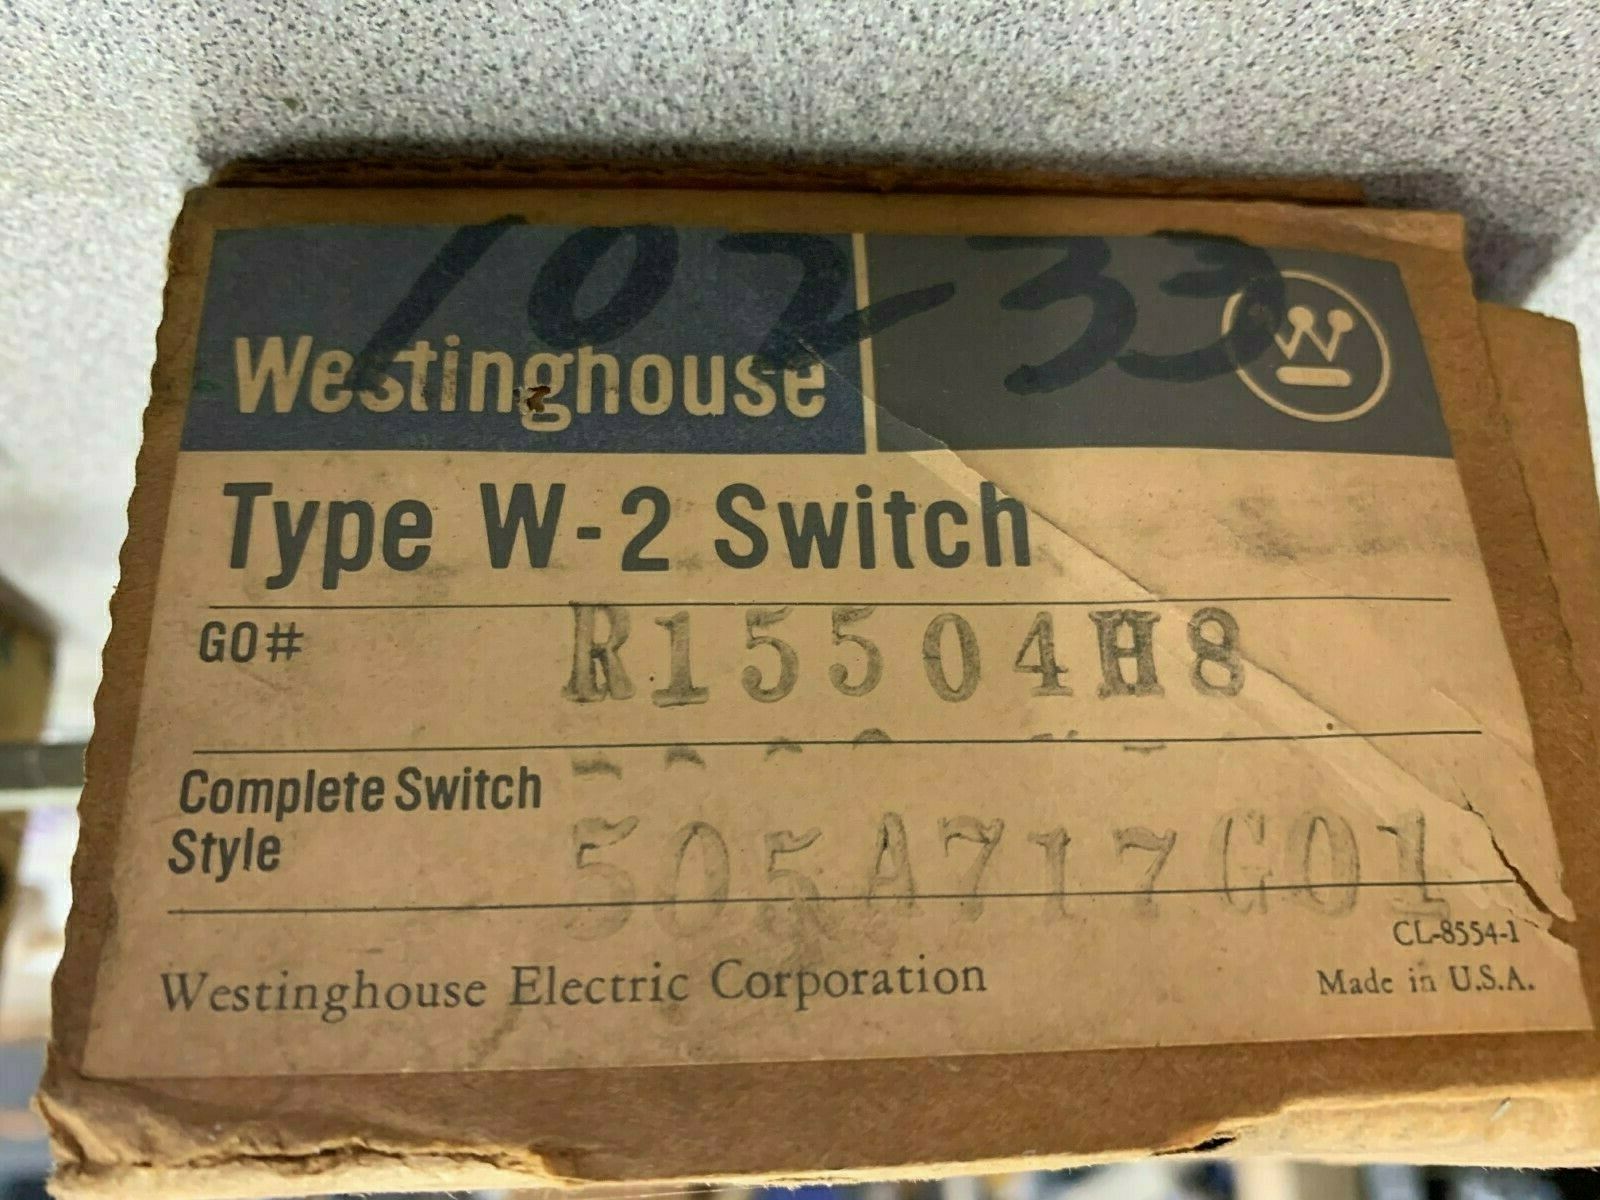 102-33
Westinghouse
W
Type W-2 Switch
GO# R15504H8
Complete Switch
Style 505A717G01
CL-8554-1
Westinghouse Electric Corporation Made in U.S.A.